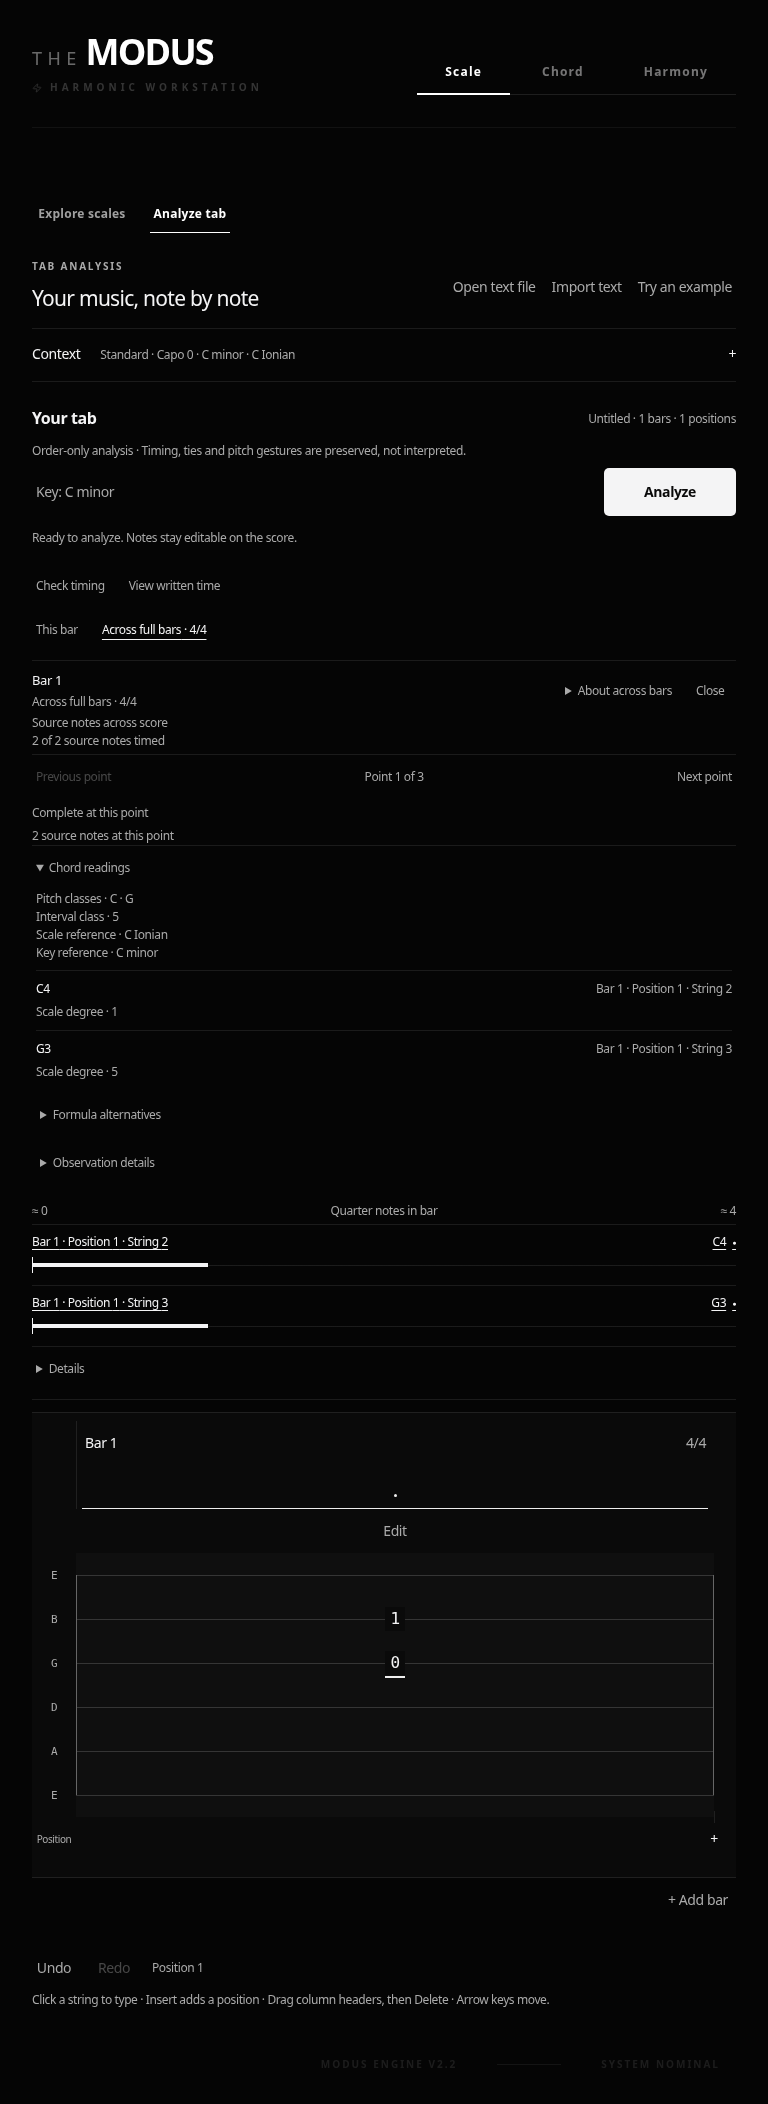 THE MODUS
HARMONIC WORKSTATION
Scale Chord Harmony
Explore scales Analyze tab
TAB ANALYSIS
Your music, note by note
Open text file Import text Try an example
Context Standard · Capo 0 · C minor · C Ionian +
Your tab Untitled · 1 bars · 1 positions
Order-only analysis · Timing, ties and pitch gestures are preserved, not interpreted.
Key: C minor Analyze
Ready to analyze. Notes stay editable on the score.
Check timing View written time
This bar Across full bars · 4/4
Bar 1
Across full bars · 4/4
▶ About across bars Close
Source notes across score
2 of 2 source notes timed
Previous point Point 1 of 3 Next point
Complete at this point
2 source notes at this point
▼ Chord readings
Pitch classes · C · G
Interval class · 5
Scale reference · C Ionian
Key reference · C minor
C4 Bar 1 · Position 1 · String 2
Scale degree · 1
G3 Bar 1 · Position 1 · String 3
Scale degree · 5
▶ Formula alternatives
▶ Observation details
≈ 0 Quarter notes in bar ≈ 4
Bar 1 · Position 1 · String 2 C4 •
Bar 1 · Position 1 · String 3 G3 •
▶ Details
Bar 1 4/4
•
Edit
E
B 1
G 0
D
A
E
Position +
+ Add bar
Undo Redo Position 1
Click a string to type · Insert adds a position · Drag column headers, then Delete · Arrow keys move.
MODUS ENGINE V2.2 SYSTEM NOMINAL